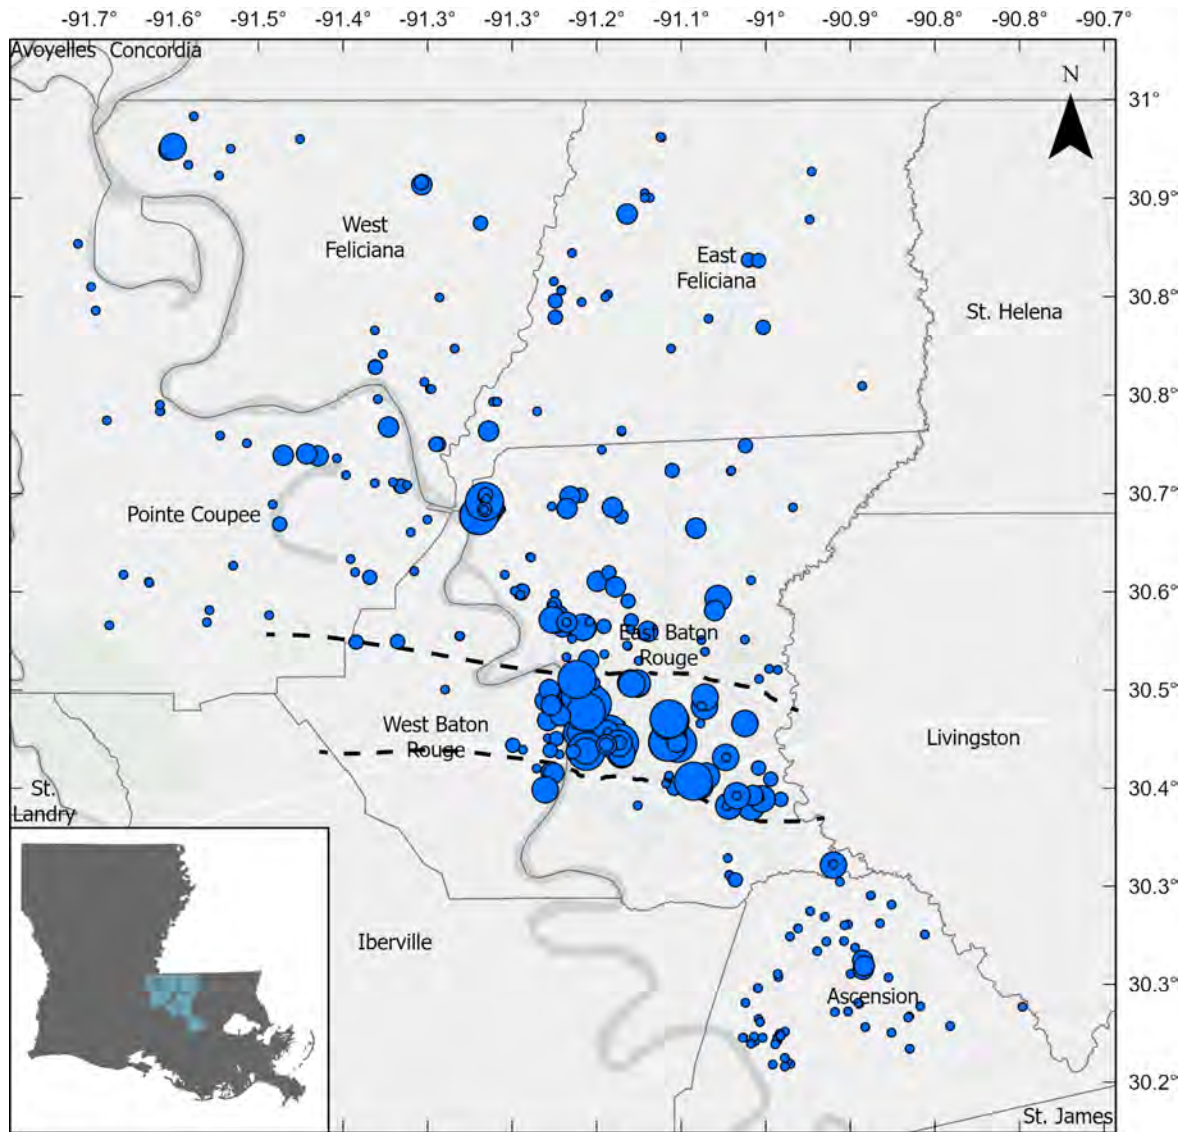 -91.7° -91.6° -91.5° -91.4° -91.3° -91.3° -91.2° -91.1° -91° -90.9° -90.8° -90.8° -90.7°
Avoyelles Concordia
N
31°
West
Feliciana
30.9°
East
Feliciana
30.8°
St. Helena
30.8°
Pointe Coupee
30.7°
30.6°
East Baton
Rouge
30.5°
West Baton
Rouge
Livingston
30.4°
St.
Landry
30.3°
Iberville
30.3°
Ascension
30.2°
St. James